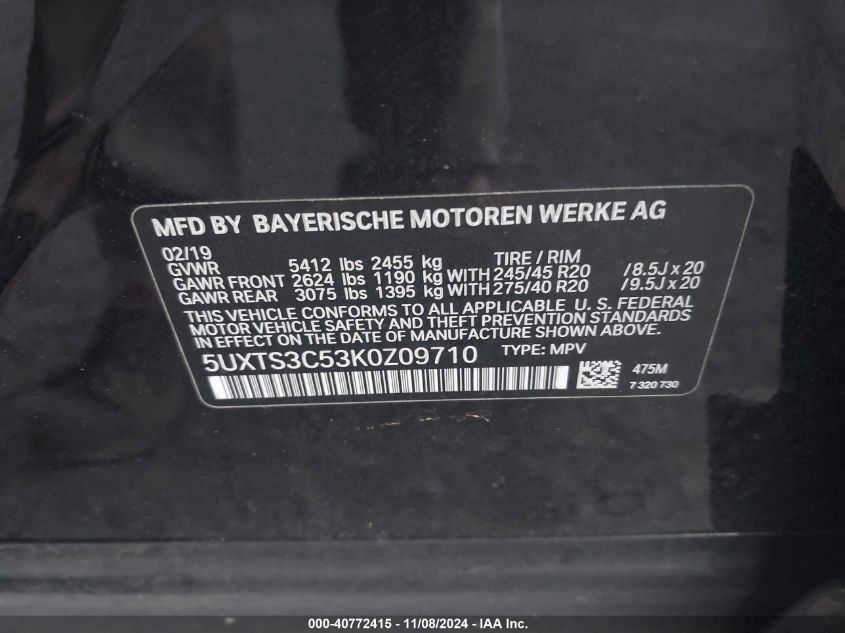 MFD BY BAYERISCHE MOTOREN WERKE AG
02/19 TIRE / RIM
GVWR 5412 lbs 2455 kg
GAWR FRONT 2624 lbs 1190 kg WITH 245/45 R20 /8.5J x 20
GAWR REAR 3075 lbs 1395 kg WITH 275/40 R20 /9.5J x 20
THIS VEHICLE CONFORMS TO ALL APPLICABLE U. S. FEDERAL
MOTOR VEHICLE SAFETY AND THEFT PREVENTION STANDARDS
IN EFFECT ON THE DATE OF MANUFACTURE SHOWN ABOVE.
5UXTS3C53K0Z09710 TYPE: MPV
475M
7 320 730
000-40772415 - 11/08/2024 - IAA Inc.